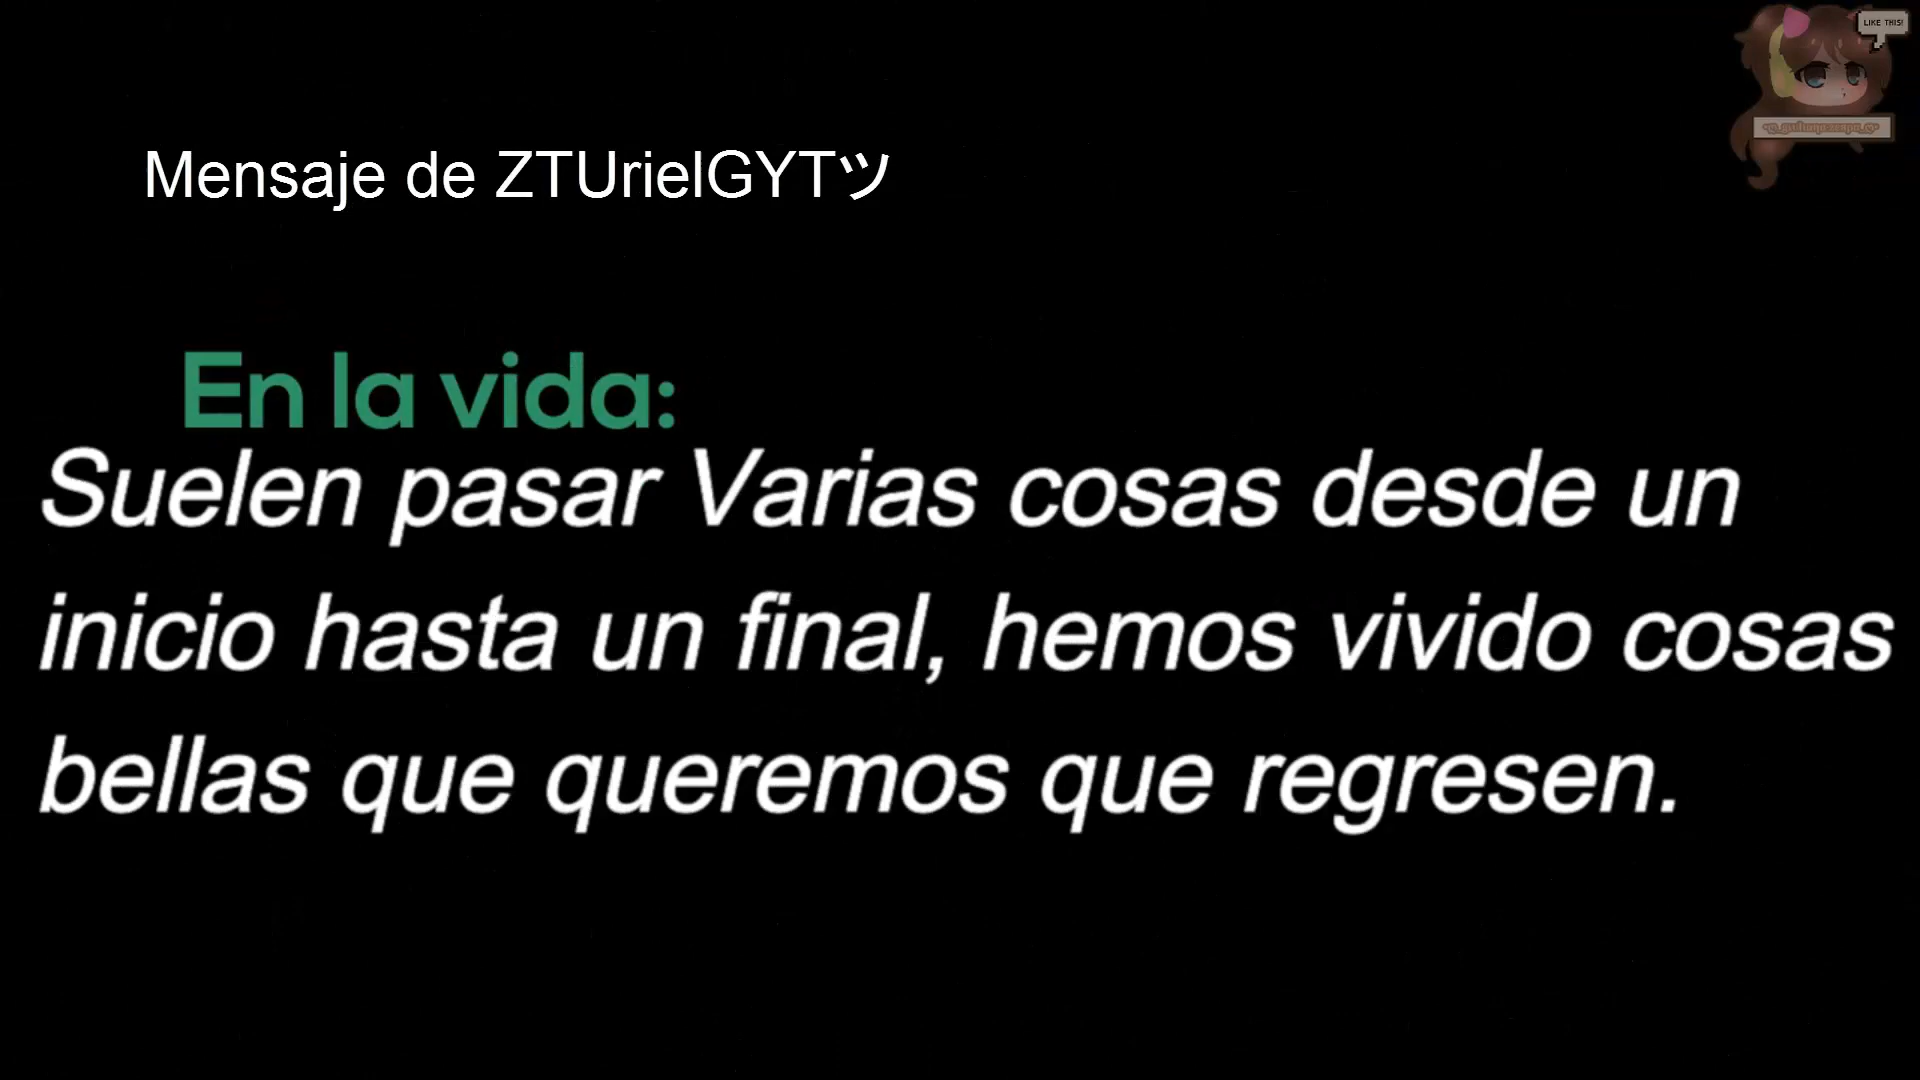 LIKE THIS!
Mensaje de ZTUrielGYTツ
En la vida:
Suelen pasar Varias cosas desde un
inicio hasta un final, hemos vivido cosas
bellas que queremos que regresen.